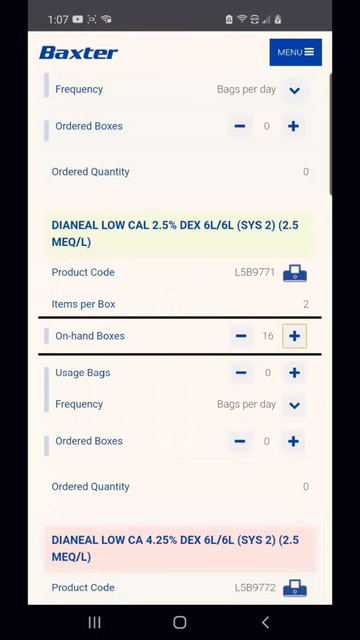 1:07
Baxter
MENU
Frequency Bags per day
Ordered Boxes 0
Ordered Quantity 0
DIANEAL LOW CAL 2.5% DEX 6L/6L (SYS 2) (2.5
MEQ/L)
Product Code L5B9771
Items per Box 2
On-hand Boxes 16
Usage Bags 0
Frequency Bags per day
Ordered Boxes 0
Ordered Quantity 0
DIANEAL LOW CA 4.25% DEX 6L/6L (SYS 2) (2.5
MEQ/L)
Product Code L5B9772